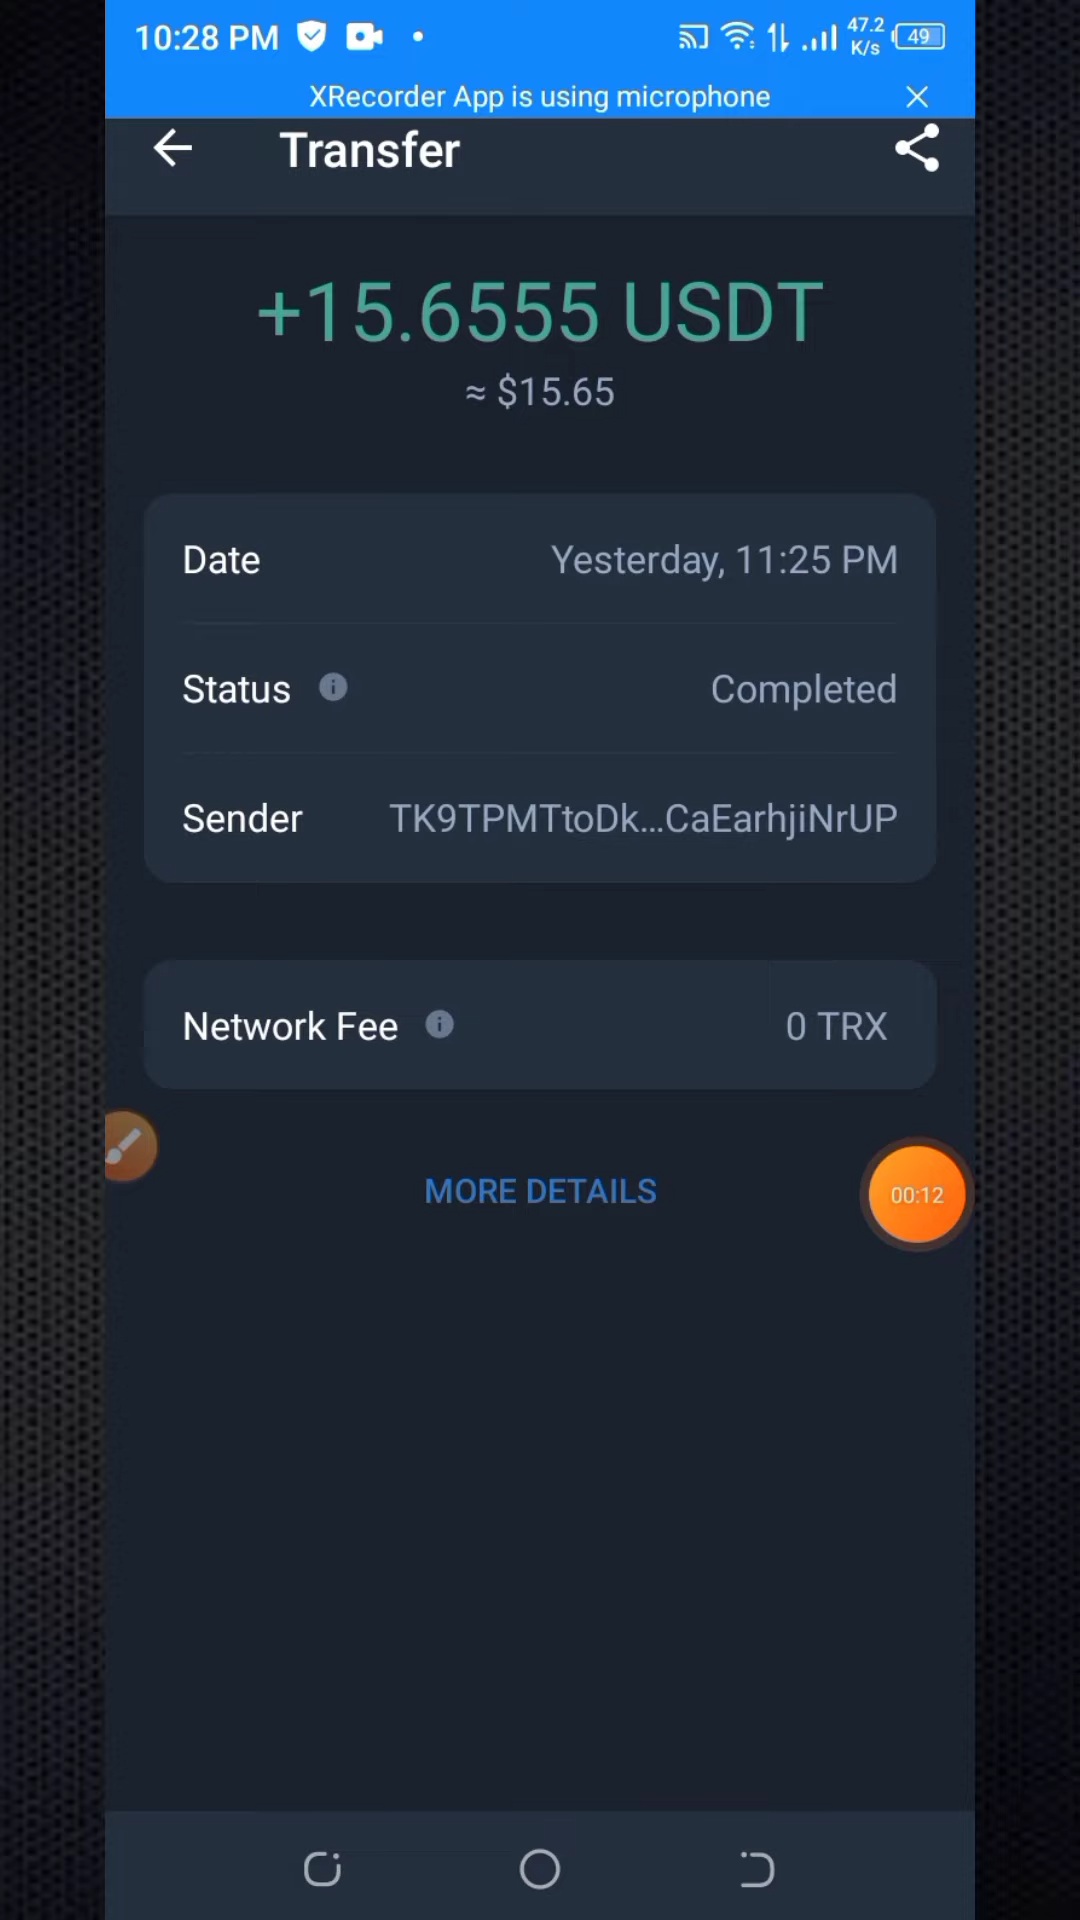 10:28 PM
47.2
K/s
49
XRecorder App is using microphone
Transfer
+15.6555 USDT
≈ $15.65
Date Yesterday, 11:25 PM
Status Completed
Sender TK9TPMTtoDk...CaEarhjiNrUP
Network Fee 0 TRX
MORE DETAILS
00:12